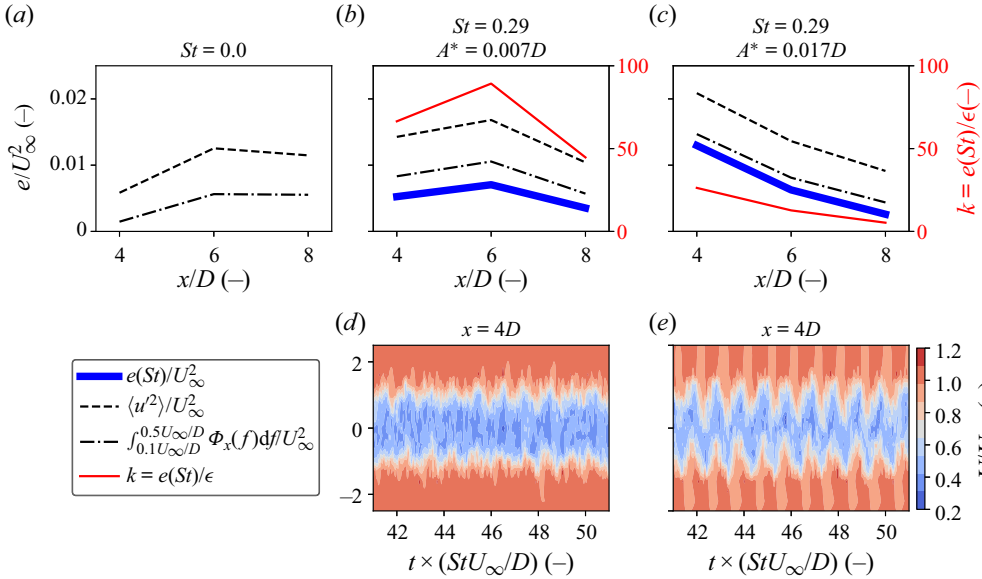 (a)
St = 0.0
e/U²∞ (–)
0.02
0.01
0
4 6 8
x/D (–)
(b)
St = 0.29
A* = 0.007D
100
50
0
4 6 8
x/D (–)
(c)
St = 0.29
A* = 0.017D
100
50
0
k = e(St)/ϵ(–)
4 6 8
x/D (–)
e(St)/U²∞
⟨u′²⟩/U²∞
∫0.1U∞/D 0.5U∞/D Φx(f)df/U²∞
k = e(St)/ϵ
(d)
x = 4D
2
0
–2
42 44 46 48 50
t × (StU∞/D) (–)
(e)
x = 4D
42 44 46 48 50
t × (StU∞/D) (–)
1.2
1.0
0.8
0.6
0.4
0.2